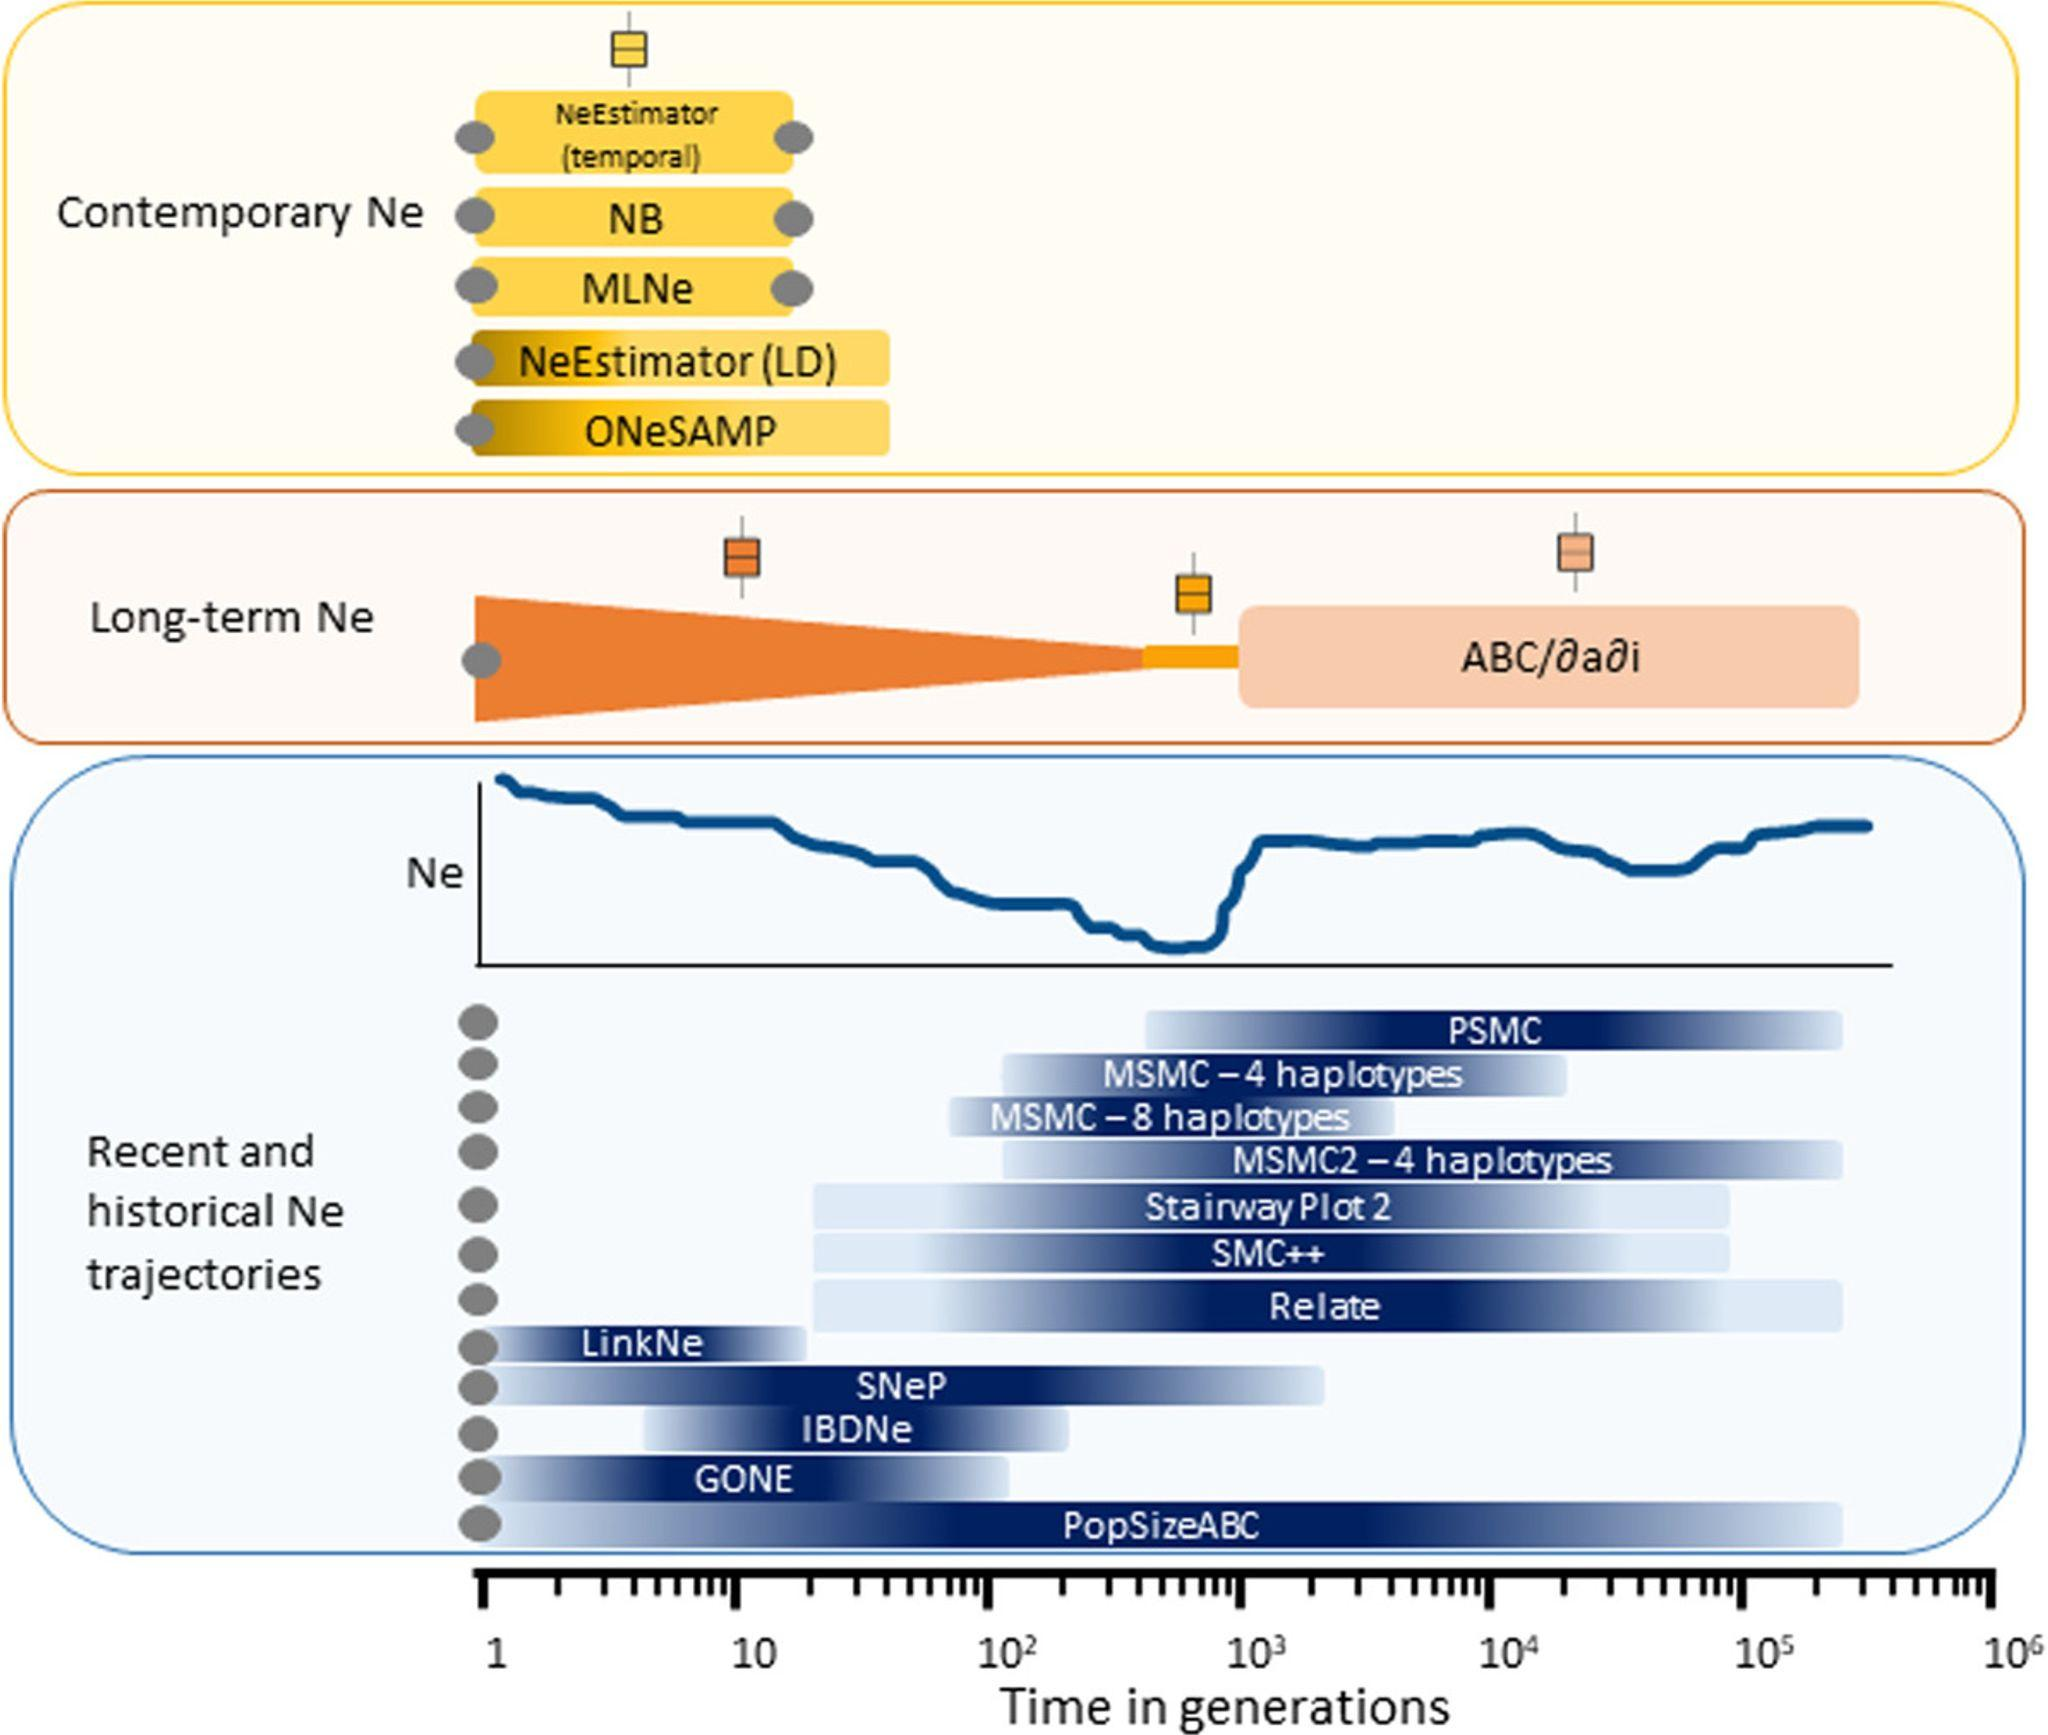 NeEstimator
(temporal)
Contemporary Ne
NB
MLNe
NeEstimator (LD)
ONeSAMP
Long-term Ne
ABC/∂a∂i
Ne
Recent and
historical Ne
trajectories
PSMC
MSMC – 4 haplotypes
MSMC – 8 haplotypes
MSMC2 – 4 haplotypes
Stairway Plot 2
SMC++
Relate
LinkNe
SNeP
IBDNe
GONE
PopSizeABC
1 10 10² 10³ 10⁴ 10⁵ 10⁶
Time in generations